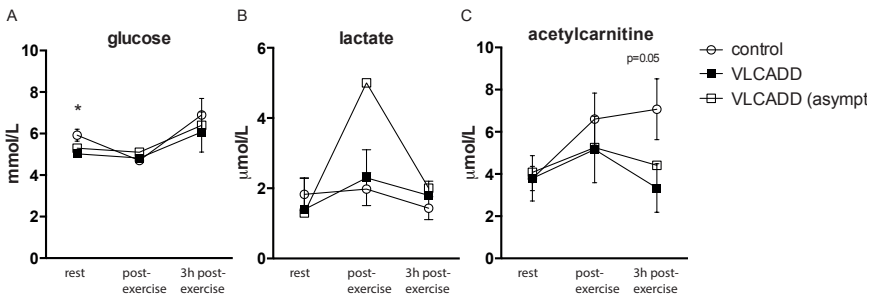 A
glucose
mmol/L
10
8
6
4
2
0
*
rest
post-
exercise
3h post-
exercise
B
lactate
µmol/L
6
4
2
0
rest
post-
exercise
3h post-
exercise
C
acetylcarnitine
µmol/L
10
8
6
4
2
0
p=0.05
rest
post-
exercise
3h post-
exercise
control
VLCADD
VLCADD (asympt